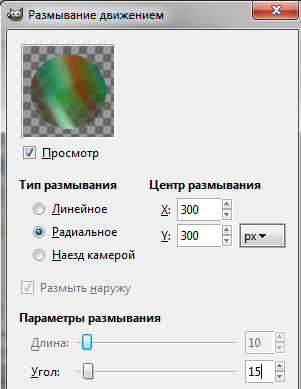 Размывание движением
Просмотр
Тип размывания
Центр размывания
Линейное
X: 300
Радиальное
Y: 300 px
Наезд камерой
Размыть наружу
Параметры размывания
Длина: 10
Угол: 15